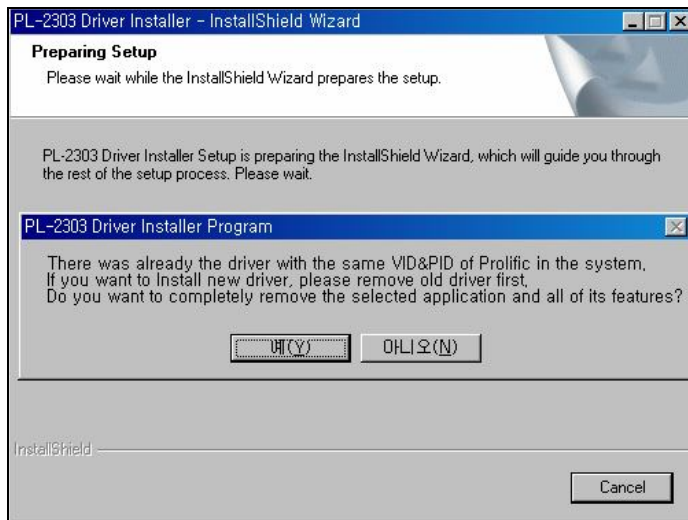 PL-2303 Driver Installer - InstallShield Wizard
Preparing Setup
Please wait while the InstallShield Wizard prepares the setup.
PL-2303 Driver Installer Setup is preparing the InstallShield Wizard, which will guide you through
the rest of the setup process. Please wait.
PL-2303 Driver Installer Program
There was already the driver with the same VID&PID of Prolific in the system,
If you want to Install new driver, please remove old driver first,
Do you want to completely remove the selected application and all of its features?
예(Y)
아니오(N)
InstallShield
Cancel